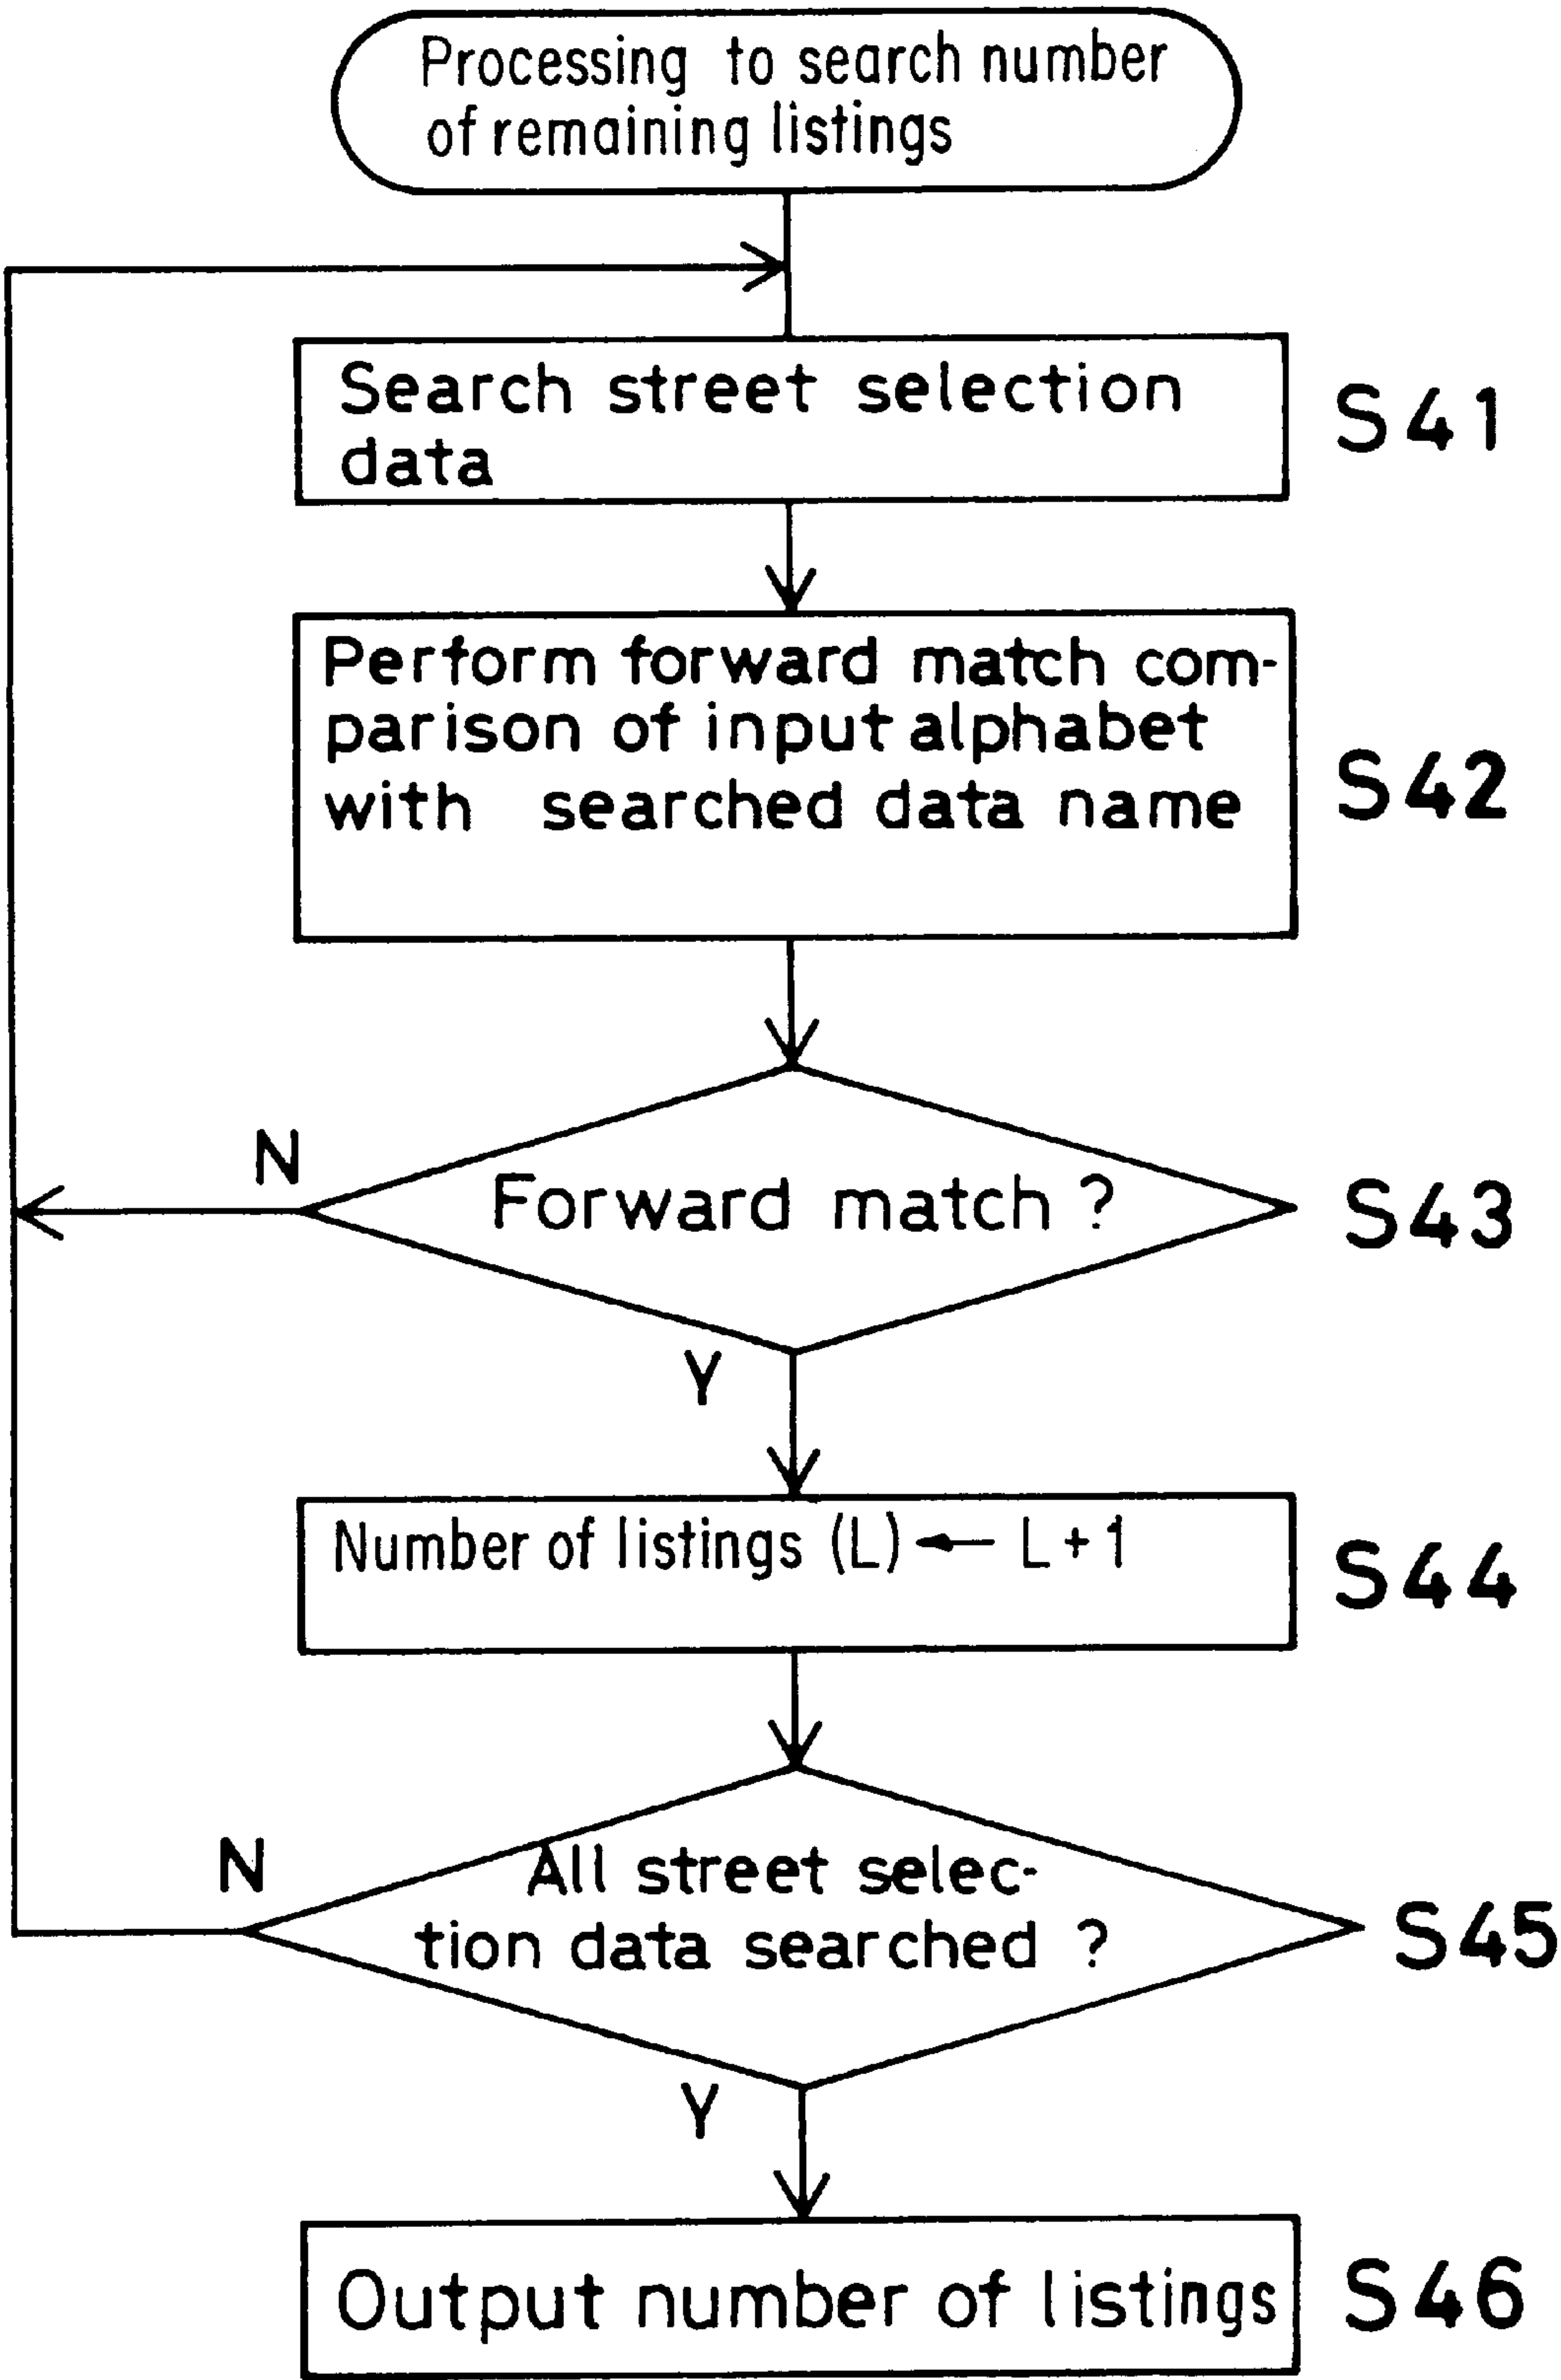 Processing to search number
of remaining listings
Search street selection
data
S41
Perform forward match com-
parison of input alphabet
with searched data name
S42
N
Forward match ?
S43
Y
Number of listings (L) ← L + 1
S44
N
All street selec-
tion data searched ?
S45
Y
Output number of listings
S46